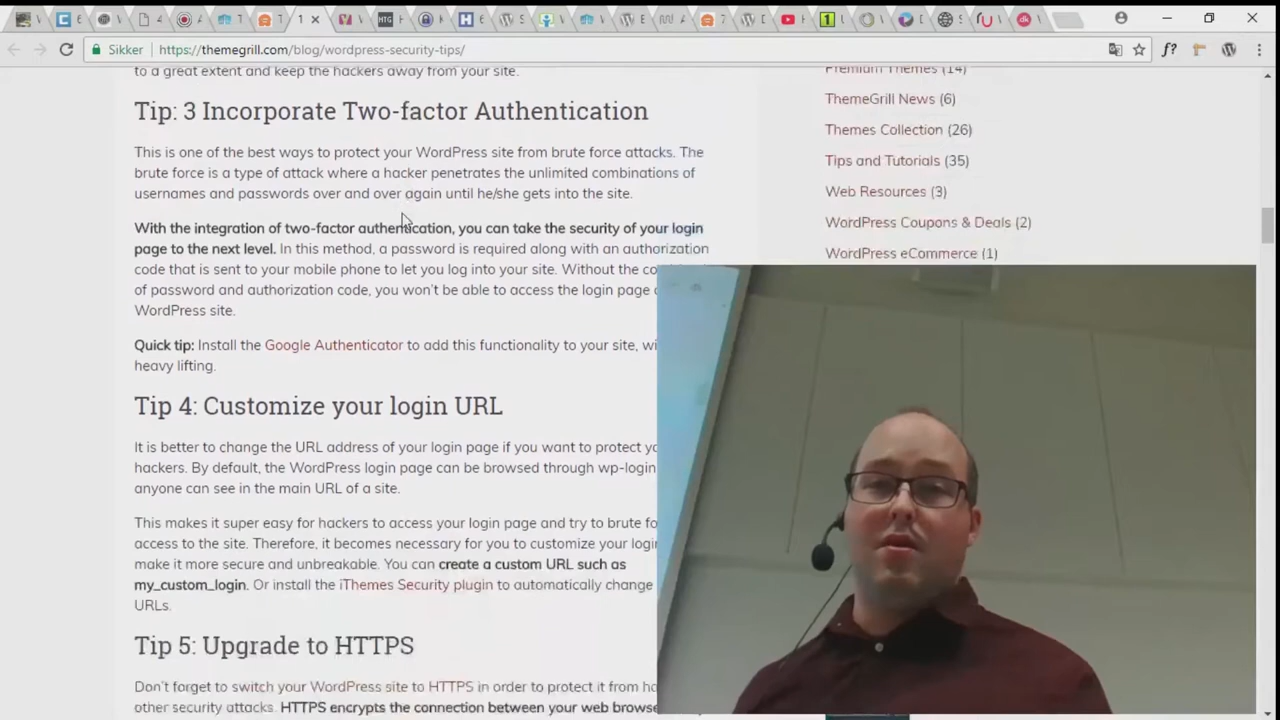 Sikker
https://themegrill.com/blog/wordpress-security-tips/
to a great extent and keep the hackers away from your site.
Tip: 3 Incorporate Two-factor Authentication
This is one of the best ways to protect your WordPress site from brute force attacks. The
brute force is a type of attack where a hacker penetrates the unlimited combinations of
usernames and passwords over and over again until he/she gets into the site.
With the integration of two-factor authentication, you can take the security of your login
page to the next level. In this method, a password is required along with an authorization
code that is sent to your mobile phone to let you log into your site. Without the
of password and authorization code, you won't be able to access the login page
WordPress site.
Quick tip: Install the Google Authenticator to add this functionality to your site,
heavy lifting.
Tip 4: Customize your login URL
It is better to change the URL address of your login page if you want to protect
hackers. By default, the WordPress login page can be browsed through wp-login
anyone can see in the main URL of a site.
This makes it super easy for hackers to access your login page and try to brute
access to the site. Therefore, it becomes necessary for you to customize your login
make it more secure and unbreakable. You can create a custom URL such as
my_custom_login. Or install the iThemes Security plugin to automatically change
URLs.
Tip 5: Upgrade to HTTPS
Don't forget to switch your WordPress site to HTTPS in order to protect it from
other security attacks. HTTPS encrypts the connection between your web
Premium Themes (14)
ThemeGrill News (6)
Themes Collection (26)
Tips and Tutorials (35)
Web Resources (3)
WordPress Coupons & Deals (2)
WordPress eCommerce (1)